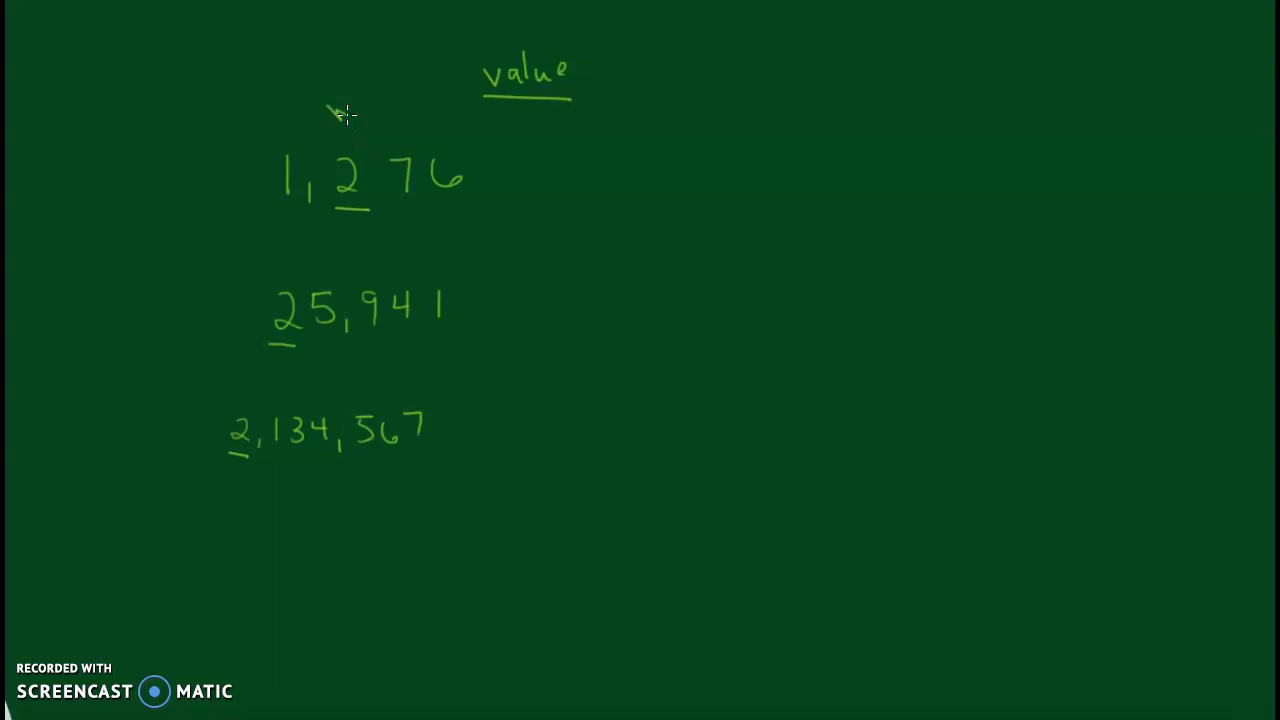 value
1,276
25,941
2,134,567
RECORDED WITH
SCREENCAST MATIC